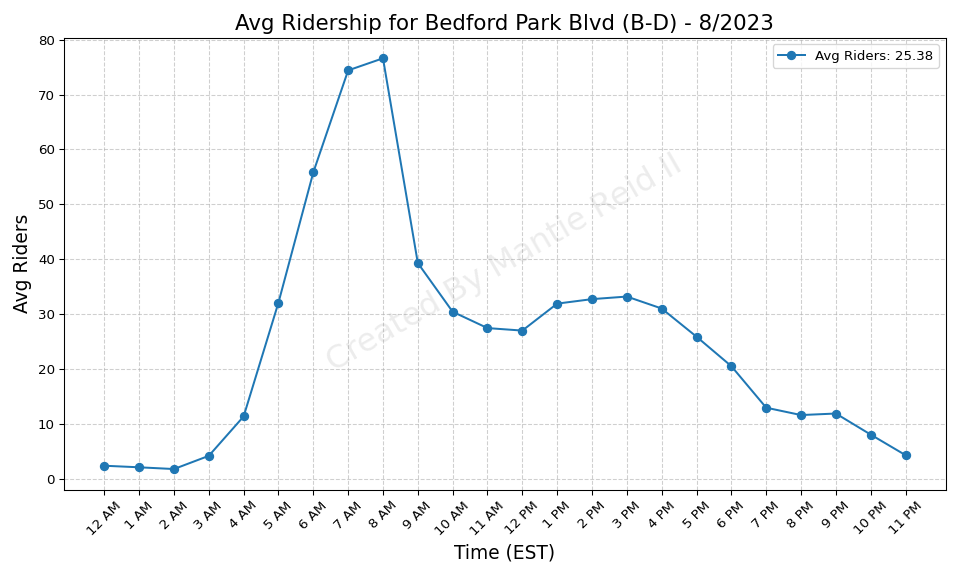 Avg Ridership for Bedford Park Blvd (B-D) - 8/2023
Avg Riders: 25.38
Avg Riders
80
70
60
50
40
30
20
10
0
Created By Mantie Reid II
12 AM
1 AM
2 AM
3 AM
4 AM
5 AM
6 AM
7 AM
8 AM
9 AM
10 AM
11 AM
12 PM
1 PM
2 PM
3 PM
4 PM
5 PM
6 PM
7 PM
8 PM
9 PM
10 PM
11 PM
Time (EST)